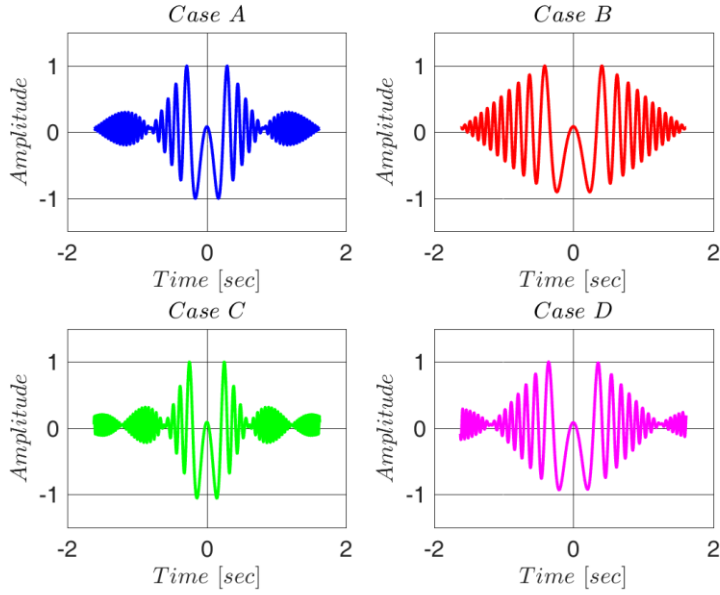 Case A
Case B
Amplitude
1
0
-1
-2
0
2
Time [sec]
Amplitude
1
0
-1
-2
0
2
Time [sec]
Case C
Case D
Amplitude
1
0
-1
-2
0
2
Time [sec]
Amplitude
1
0
-1
-2
0
2
Time [sec]